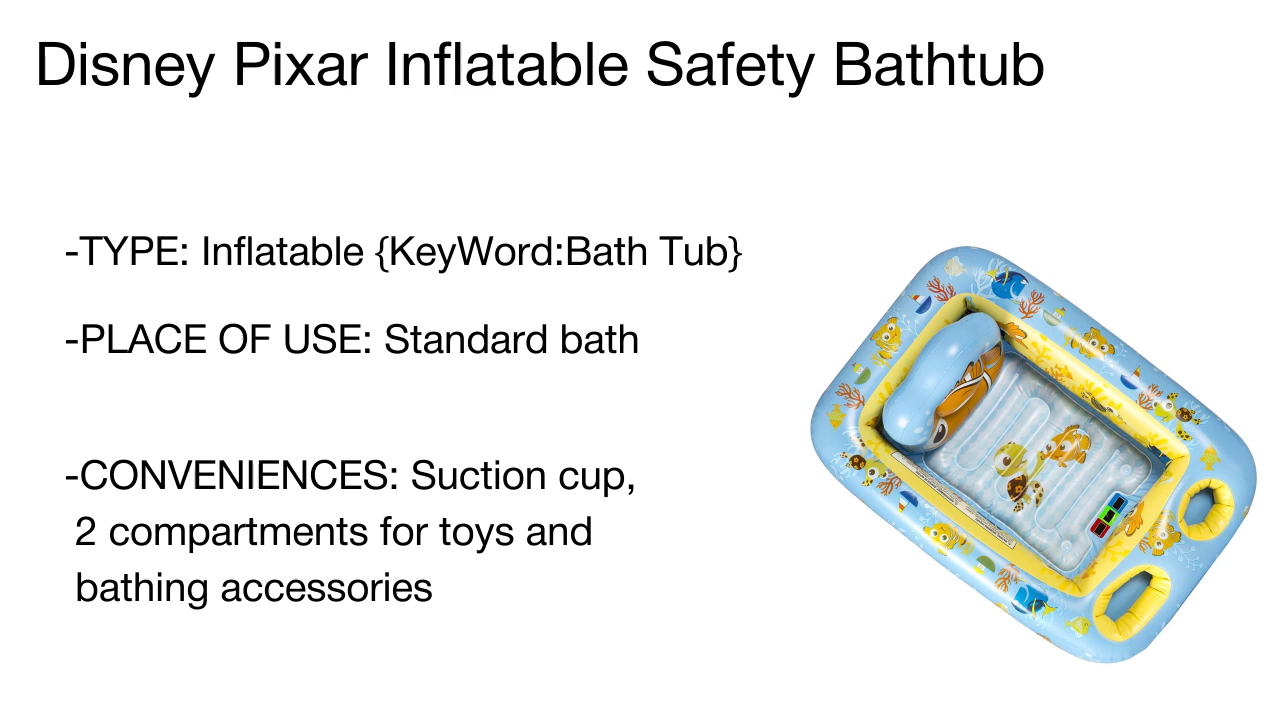 Disney Pixar Inflatable Safety Bathtub
-TYPE: Inflatable {KeyWord:Bath Tub}
-PLACE OF USE: Standard bath
-CONVENIENCES: Suction cup,
2 compartments for toys and
bathing accessories